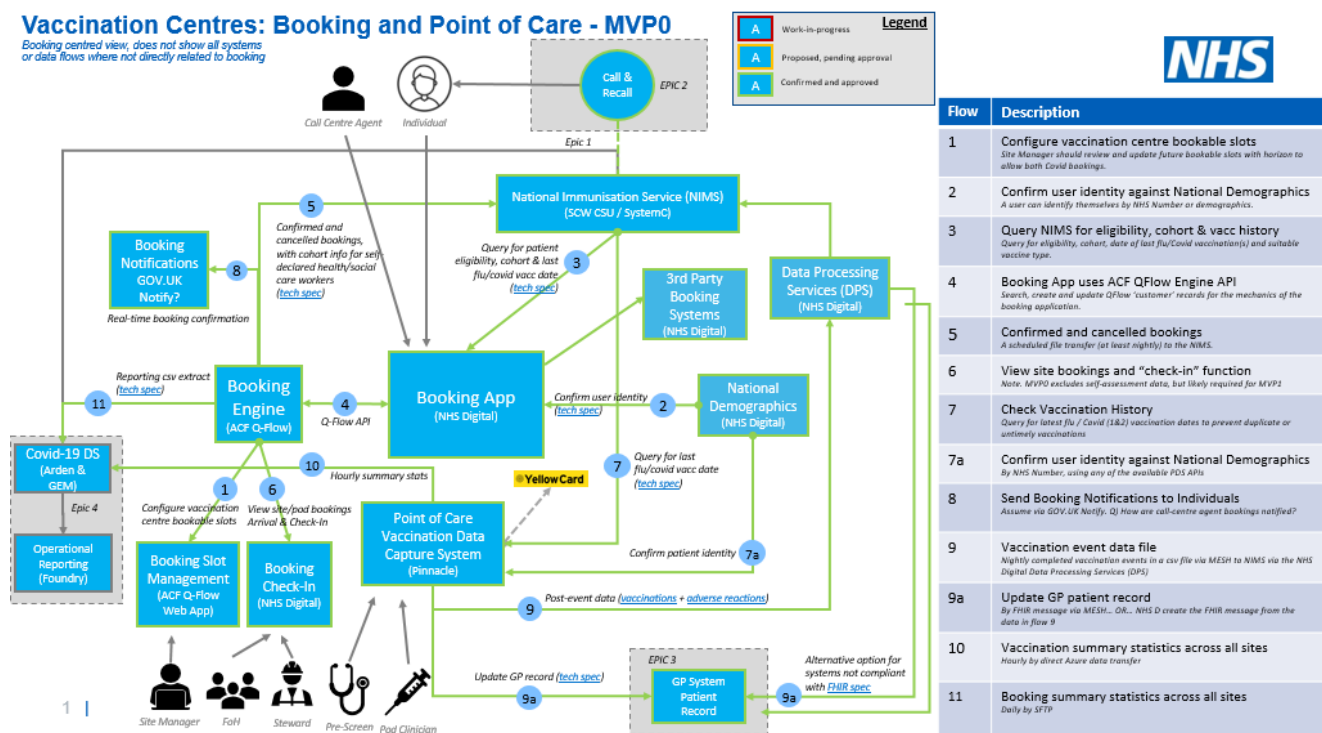 Vaccination Centres: Booking and Point of Care - MVP0
Booking centred view, does not show all systems
or data flows where not directly related to booking
Legend
A Work-in-progress
A Proposed, pending approval
A Confirmed and approved
NHS
Call &
Recall
EPIC 2
Call Centre Agent
Individual
Epic 1
National Immunisation Service (NIMS)
(SCW CSU / SystemC)
5
Confirmed and
cancelled bookings,
with cohort info for self-
declared health/social
care workers
(tech spec)
Booking
Notifications
GOV.UK
Notify?
8
Real-time booking confirmation
Query for patient
eligibility, cohort & last
flu/covid vacc date
(tech spec)
3
3rd Party
Booking
Systems
(NHS Digital)
Data Processing
Services (DPS)
(NHS Digital)
Reporting csv extract
(tech spec)
11
Booking
Engine
(ACF Q-Flow)
4
Q-Flow API
Booking App
(NHS Digital)
Confirm user identity
(tech spec)
2
National
Demographics
(NHS Digital)
Covid-19 DS
(Arden &
GEM)
Epic 4
Operational
Reporting
(Foundry)
10
Hourly summary stats
1
Configure vaccination
centre bookable slots
6
View site/pod bookings
Arrival & Check-In
YellowCard
7
Query for last
flu/covid vacc date
(tech spec)
Booking Slot
Management
(ACF Q-Flow
Web App)
Booking
Check-In
(NHS Digital)
Point of Care
Vaccination Data
Capture System
(Pinnacle)
Confirm patient identity
7a
9
Post-event data (vaccinations + adverse reactions)
Update GP record (tech spec)
9a
EPIC 3
GP System
Patient
Record
Alternative option for
systems not compliant
with FHIR spec
9a
Site Manager
FoH
Steward
Pre-Screen
Pod Clinician
1 |
Flow Description
1 Configure vaccination centre bookable slots
Site Manager should review and update future bookable slots with horizon to
allow both Covid bookings.
2 Confirm user identity against National Demographics
A user can identify themselves by NHS Number or demographics.
3 Query NIMS for eligibility, cohort & vacc history
Query for eligibility, cohort, date of last flu/Covid vaccination(s) and suitable
vaccine type.
4 Booking App uses ACF QFlow Engine API
Search, create and update QFlow 'customer' records for the mechanics of the
booking application.
5 Confirmed and cancelled bookings
A scheduled file transfer (at least nightly) to the NIMS.
6 View site bookings and “check-in” function
Note. MVP0 excludes self-assessment data, but likely required for MVP1
7 Check Vaccination History
Query for latest flu / Covid (1&2) vaccination dates to prevent duplicate or
untimely vaccinations
7a Confirm user identity against National Demographics
By NHS Number, using any of the available PDS APIs
8 Send Booking Notifications to Individuals
Assume via GOV.UK Notify. Q) How are call-centre agent bookings notified?
9 Vaccination event data file
Nightly completed vaccination events in a csv file via MESH to NIMS via the NHS
Digital Data Processing Services (DPS)
9a Update GP patient record
By FHIR message via MESH... OR... NHS D create the FHIR message from the
data in flow 9
10 Vaccination summary statistics across all sites
Hourly by direct Azure data transfer
11 Booking summary statistics across all sites
Daily by SFTP